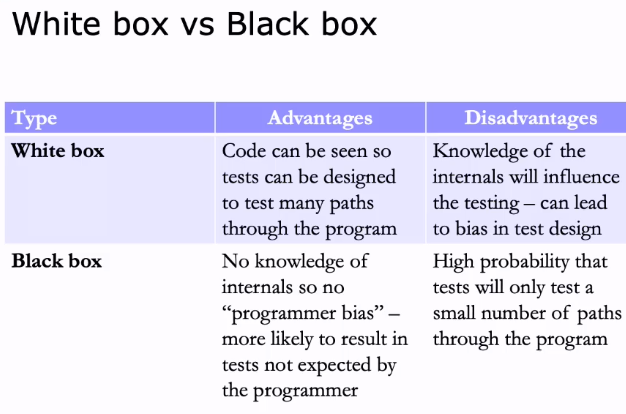 White box vs Black box
Type Advantages Disadvantages
White box
Code can be seen so
tests can be designed
to test many paths
through the program
Knowledge of the
internals will influence
the testing – can lead
to bias in test design
Black box
No knowledge of
internals so no
“programmer bias” –
more likely to result in
tests not expected by
the programmer
High probability that
tests will only test a
small number of paths
through the program